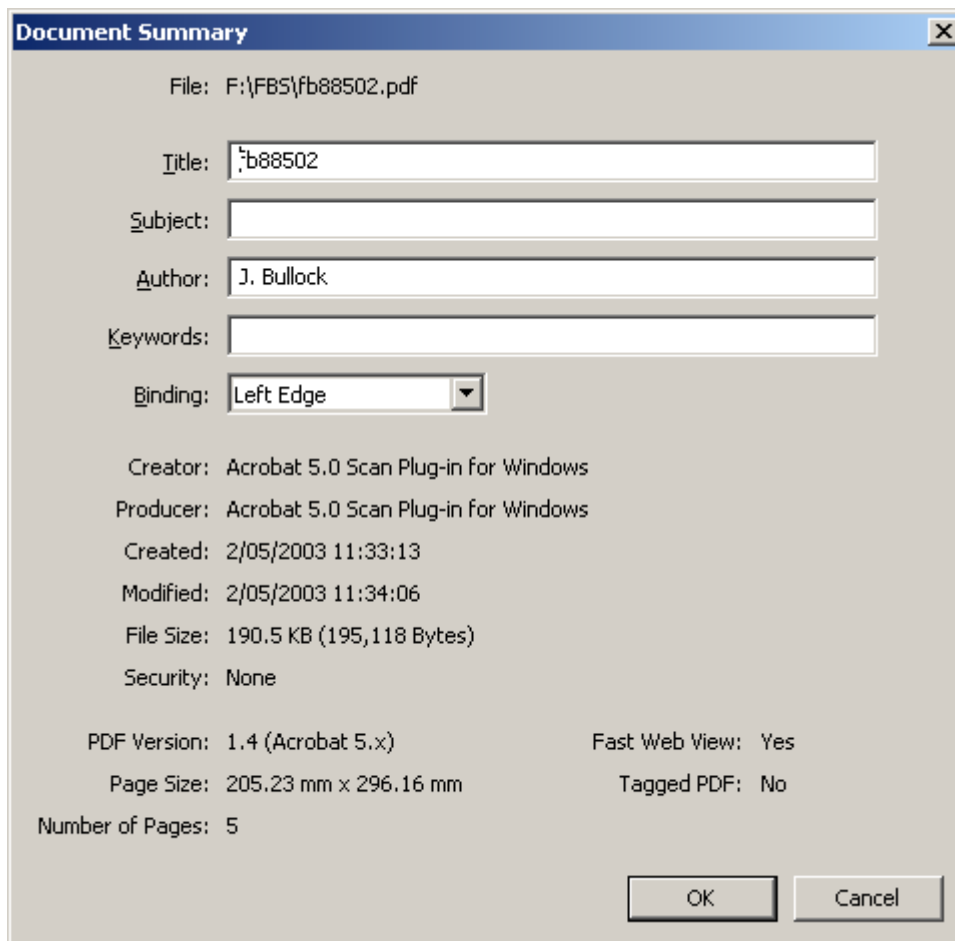 Document Summary
File: F:\FBS\fb88502.pdf
Title: fb88502
Subject:
Author: J. Bullock
Keywords:
Binding: Left Edge
Creator: Acrobat 5.0 Scan Plug-in for Windows
Producer: Acrobat 5.0 Scan Plug-in for Windows
Created: 2/05/2003 11:33:13
Modified: 2/05/2003 11:34:06
File Size: 190.5 KB (195,118 Bytes)
Security: None
PDF Version: 1.4 (Acrobat 5.x) Fast Web View: Yes
Page Size: 205.23 mm x 296.16 mm Tagged PDF: No
Number of Pages: 5
OK Cancel